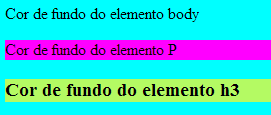 Cor de fundo do elemento body
Cor de fundo do elemento P
Cor de fundo do elemento h3